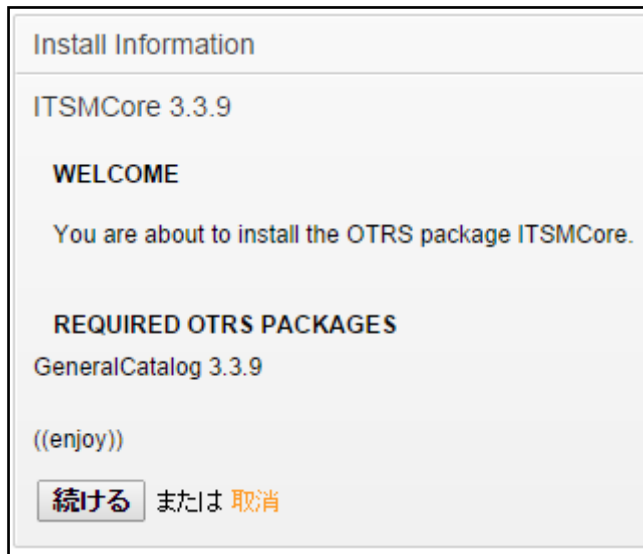 Install Information
ITSMCore 3.3.9
WELCOME
You are about to install the OTRS package ITSMCore.
REQUIRED OTRS PACKAGES
GeneralCatalog 3.3.9
((enjoy))
続ける または 取消